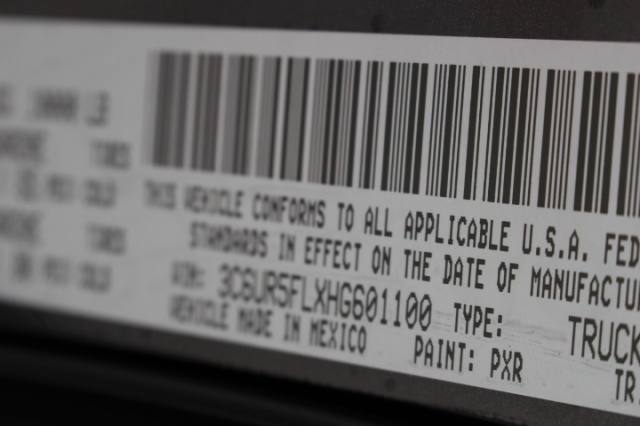 THIS VEHICLE CONFORMS TO ALL APPLICABLE U.S.A. FED
STANDARDS IN EFFECT ON THE DATE OF MANUFACTU
VIN: 3C6UR5FLXHG601100 TYPE: TRUCK
VEHICLE MADE IN MEXICO PAINT: PXR TR